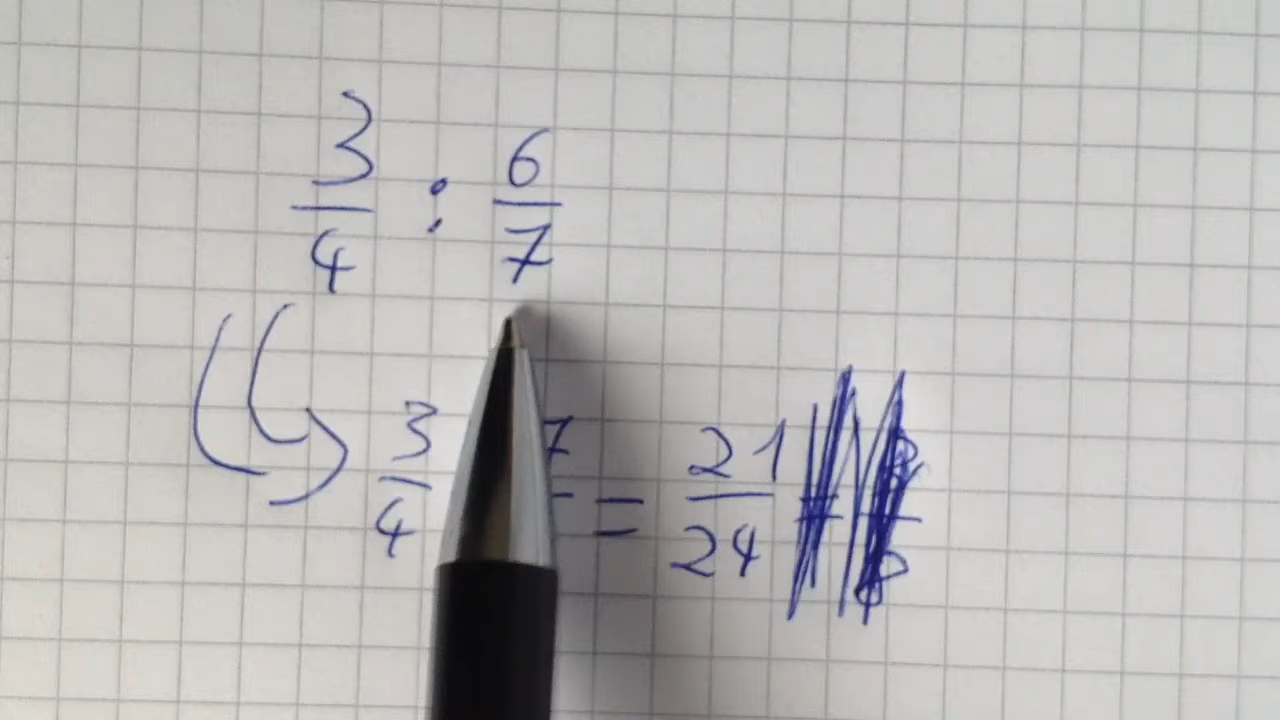 3/4 : 6/7
3/4 7 = 21/24